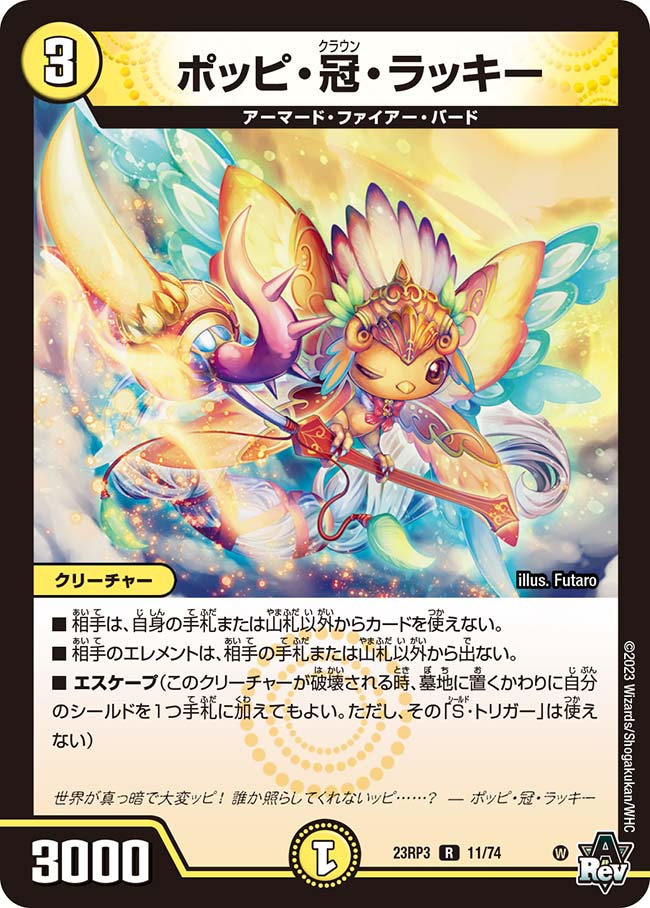 3
クラウン
ポッピ・冠・ラッキー
アーマード・ファイアー・バード
illus. Futaro
クリーチャー
■ 相手は、自身の手札または山札以外からカードを使えない。
■ 相手のエレメントは、相手の手札または山札以外から出ない。
■ エスケープ(このクリーチャーが破壊される時、墓地に置くかわりに自分
のシールドを1つ手札に加えてもよい。ただし、その「S・トリガー」は使え
ない)
世界が真っ暗で大変ッピ！誰か照らしてくれないッピ……？ ― ポッピ・冠・ラッキー
©2023 Wizards/Shogakukan/WHC
3000
1
23RP3 R 11/74
W
A
Rev